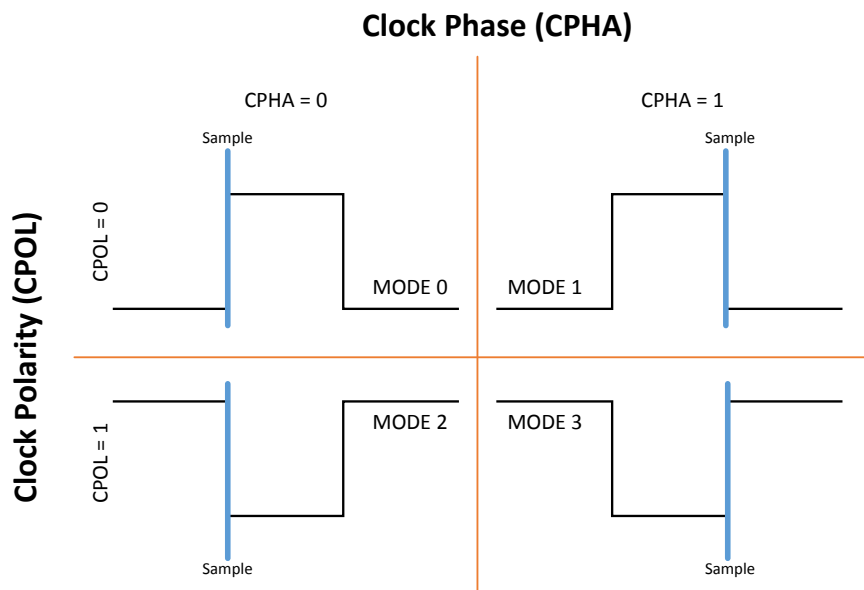 Clock Phase (CPHA)
CPHA = 0
CPHA = 1
Sample
Sample
Clock Polarity (CPOL)
CPOL = 0
MODE 0
MODE 1
CPOL = 1
MODE 2
MODE 3
Sample
Sample